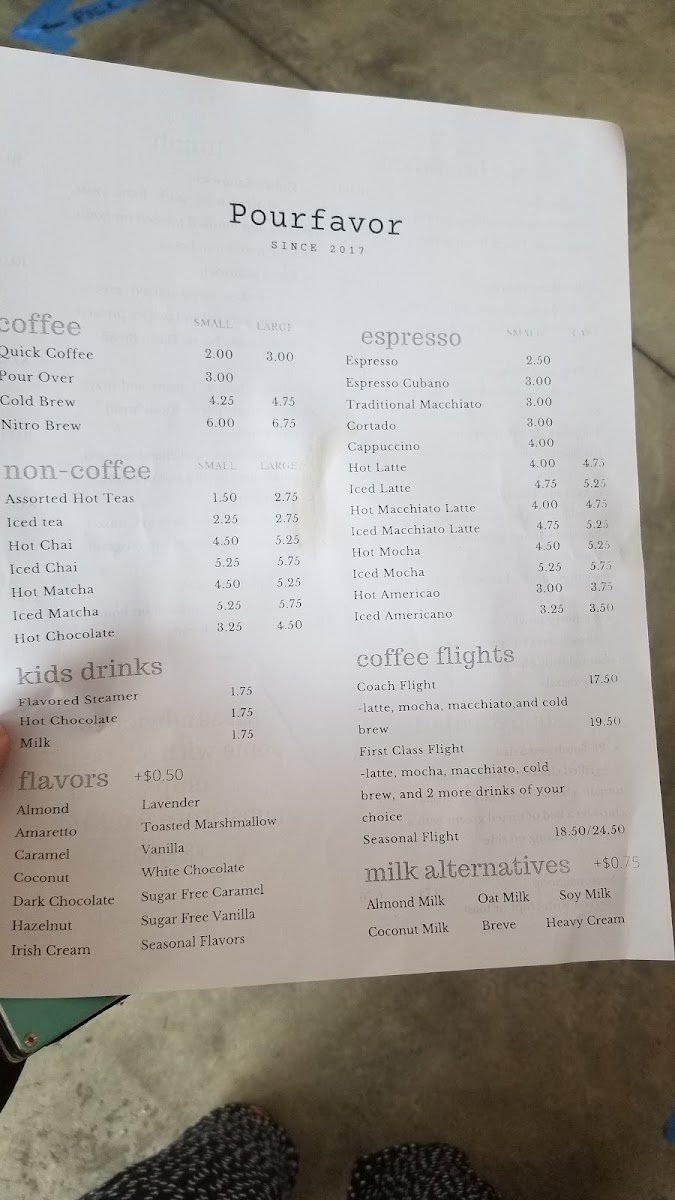 PICK
Pourfavor
SINCE 2017
coffee SMALL LARGE
Quick Coffee 2.00 3.00
Pour Over 3.00
Cold Brew 4.25 4.75
Nitro Brew 6.00 6.75
non-coffee SMALL LARGE
Assorted Hot Teas 1.50 2.75
Iced tea 2.25 2.75
Hot Chai 4.50 5.25
Iced Chai 5.25 5.75
Hot Matcha 4.50 5.25
Iced Matcha 5.25 5.75
Hot Chocolate 3.25 4.50
kids drinks
Flavored Steamer 1.75
Hot Chocolate 1.75
Milk 1.75
flavors +$0.50
Almond Lavender
Amaretto Toasted Marshmallow
Caramel Vanilla
Coconut White Chocolate
Dark Chocolate Sugar Free Caramel
Hazelnut Sugar Free Vanilla
Irish Cream Seasonal Flavors
espresso SMALL
Espresso 2.50
Espresso Cubano 3.00
Traditional Macchiato 3.00
Cortado 3.00
Cappuccino 4.00
Hot Latte 4.00 4.75
Iced Latte 4.75 5.25
Hot Macchiato Latte 4.00 4.75
Iced Macchiato Latte 4.75 5.25
Hot Mocha 4.50 5.25
Iced Mocha 5.25 5.75
Hot Americao 3.00 3.75
Iced Americano 3.25 3.50
coffee flights
Coach Flight 17.50
-latte, mocha, macchiato,and cold
brew 19.50
First Class Flight
-latte, mocha, macchiato, cold
brew, and 2 more drinks of your
choice
Seasonal Flight 18.50/24.50
milk alternatives +$0.75
Almond Milk Oat Milk Soy Milk
Coconut Milk Breve Heavy Cream